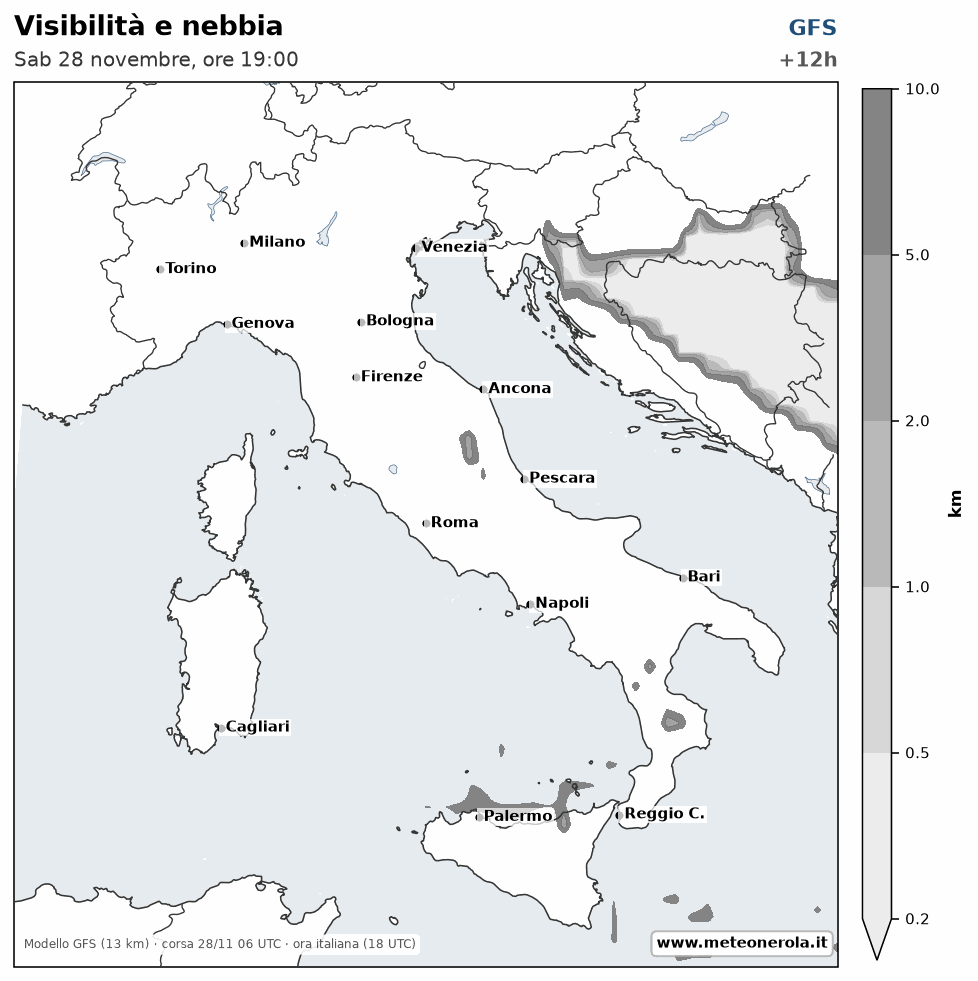 Visibilità e nebbia
GFS
Sab 28 novembre, ore 19:00
+12h
10.0
5.0
2.0
1.0
0.5
0.2
km
Milano
Venezia
Torino
Genova
Bologna
Firenze
Ancona
Pescara
Roma
Bari
Napoli
Cagliari
Palermo
Reggio C.
Modello GFS (13 km) · corsa 28/11 06 UTC · ora italiana (18 UTC)
www.meteonerola.it